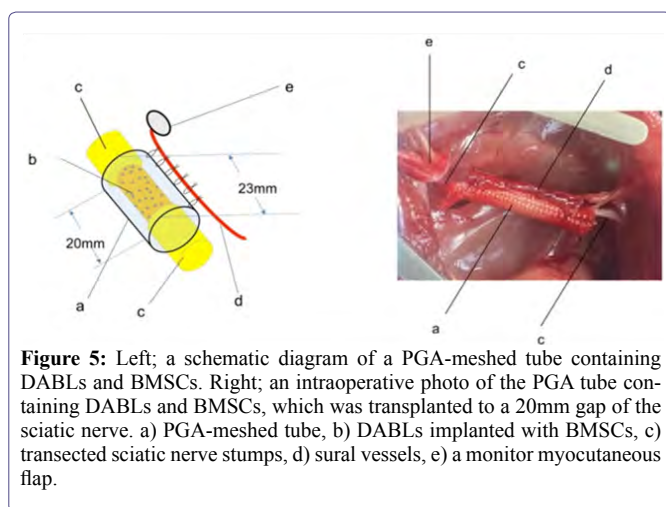 e
c
d
c
e
b
23mm
20mm
a
c
d
a
c
Figure 5: Left; a schematic diagram of a PGA-meshed tube containing
DABLs and BMSCs. Right; an intraoperative photo of the PGA tube con-
taining DABLs and BMSCs, which was transplanted to a 20mm gap of the
sciatic nerve. a) PGA-meshed tube, b) DABLs implanted with BMSCs, c)
transected sciatic nerve stumps, d) sural vessels, e) a monitor myocutaneous
flap.